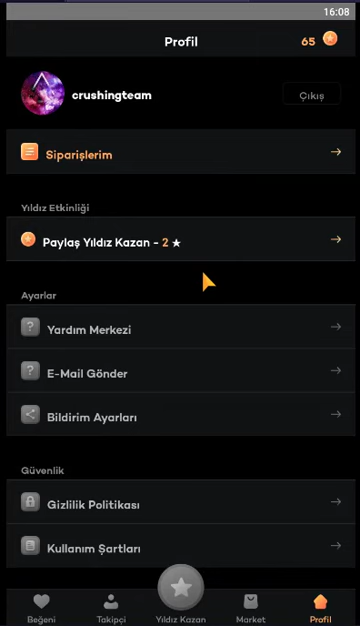 16:08
Profil
65
crushingteam
Çıkış
Siparişlerim
Yıldız Etkinliği
Paylaş Yıldız Kazan - 2 ★
Ayarlar
Yardım Merkezi
E-Mail Gönder
Bildirim Ayarları
Güvenlik
Gizlilik Politikası
Kullanım Şartları
Beğeni
Takipçi
Yıldız Kazan
Market
Profil